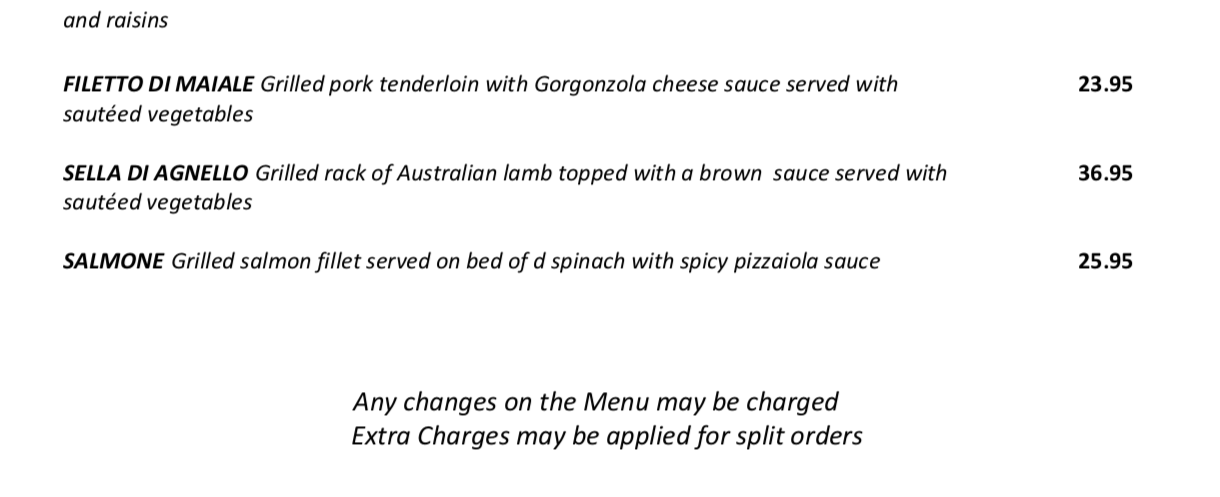 and raisins
FILETTO DI MAIALE Grilled pork tenderloin with Gorgonzola cheese sauce served with 23.95
sautéed vegetables
SELLA DI AGNELLO Grilled rack of Australian lamb topped with a brown  sauce served with 36.95
sautéed vegetables
SALMONE Grilled salmon fillet served on bed of d spinach with spicy pizzaiola sauce 25.95
Any changes on the Menu may be charged
Extra Charges may be applied for split orders